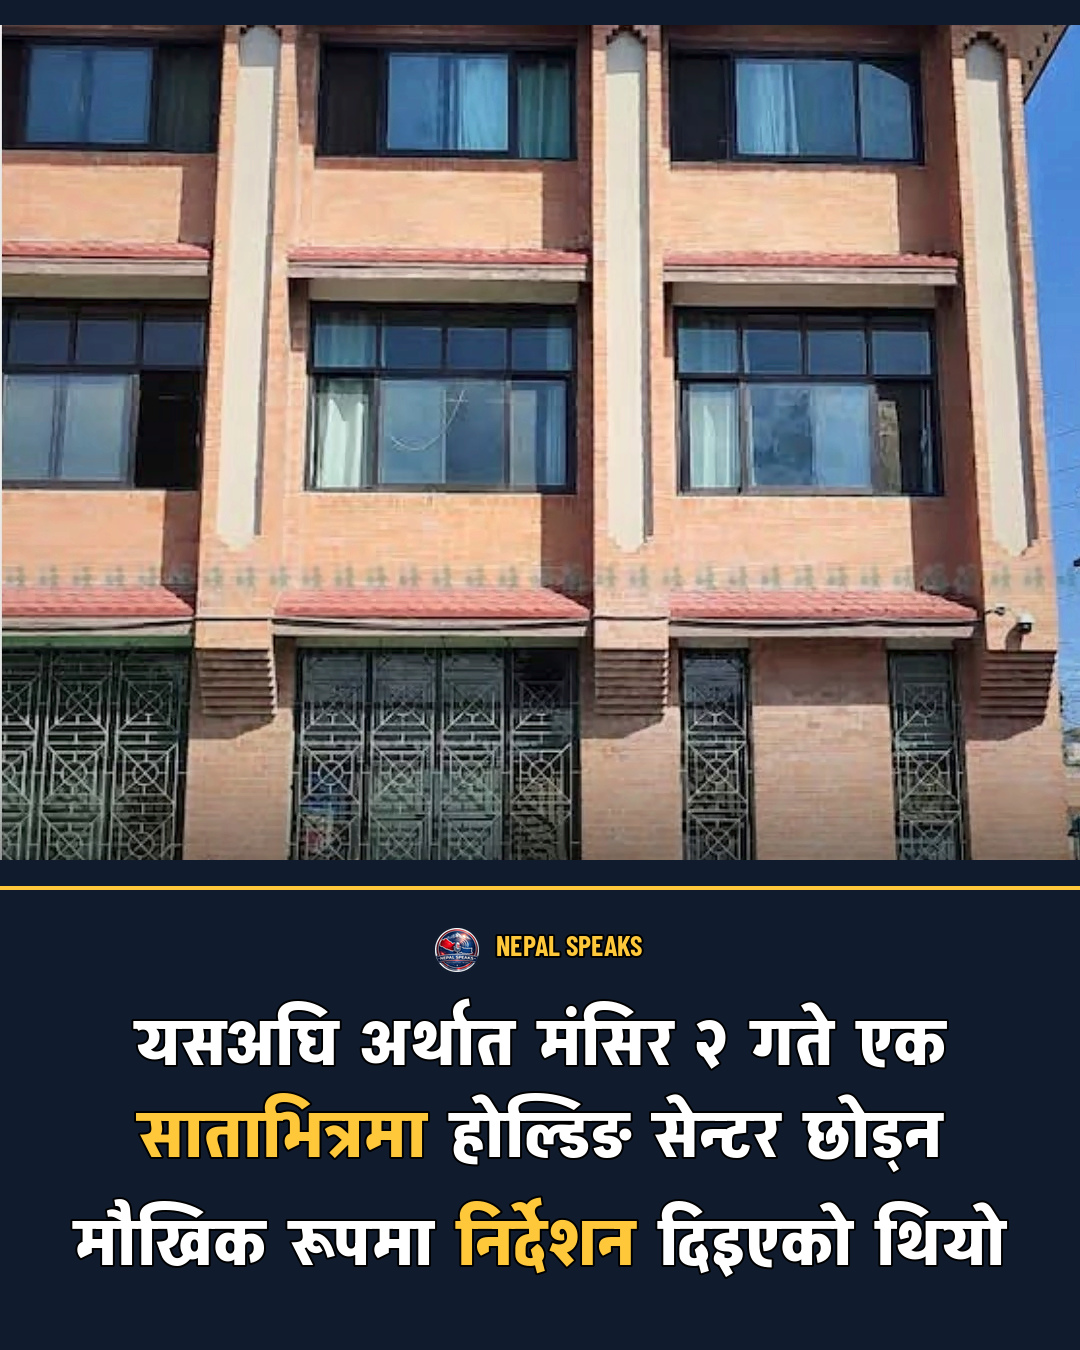 NEPAL SPEAKS
यसअघि अर्थात मंसिर २ गते एक
साताभित्रमा होल्डिङ सेन्टर छोड्न
मौखिक रूपमा निर्देशन दिइएको थियो